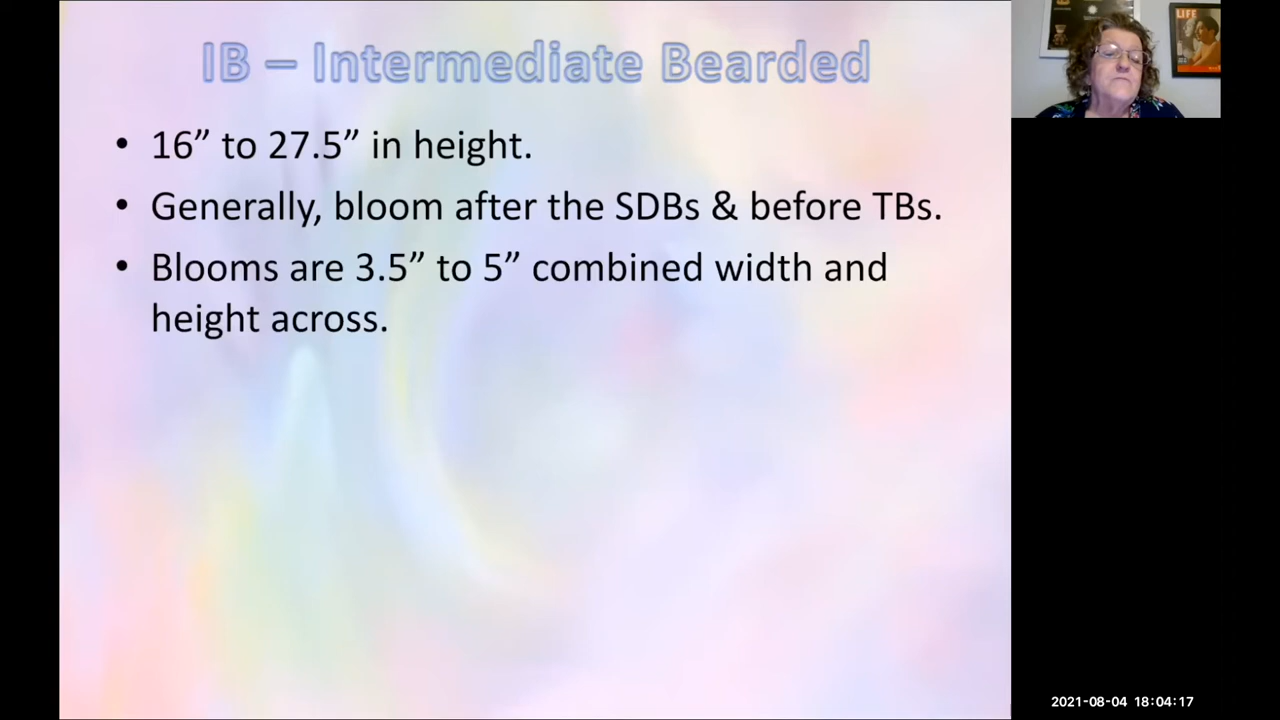 IB – Intermediate Bearded
• 16” to 27.5” in height.
• Generally, bloom after the SDBs & before TBs.
• Blooms are 3.5” to 5” combined width and
height across.
LIFE
2021-08-04 18:04:17